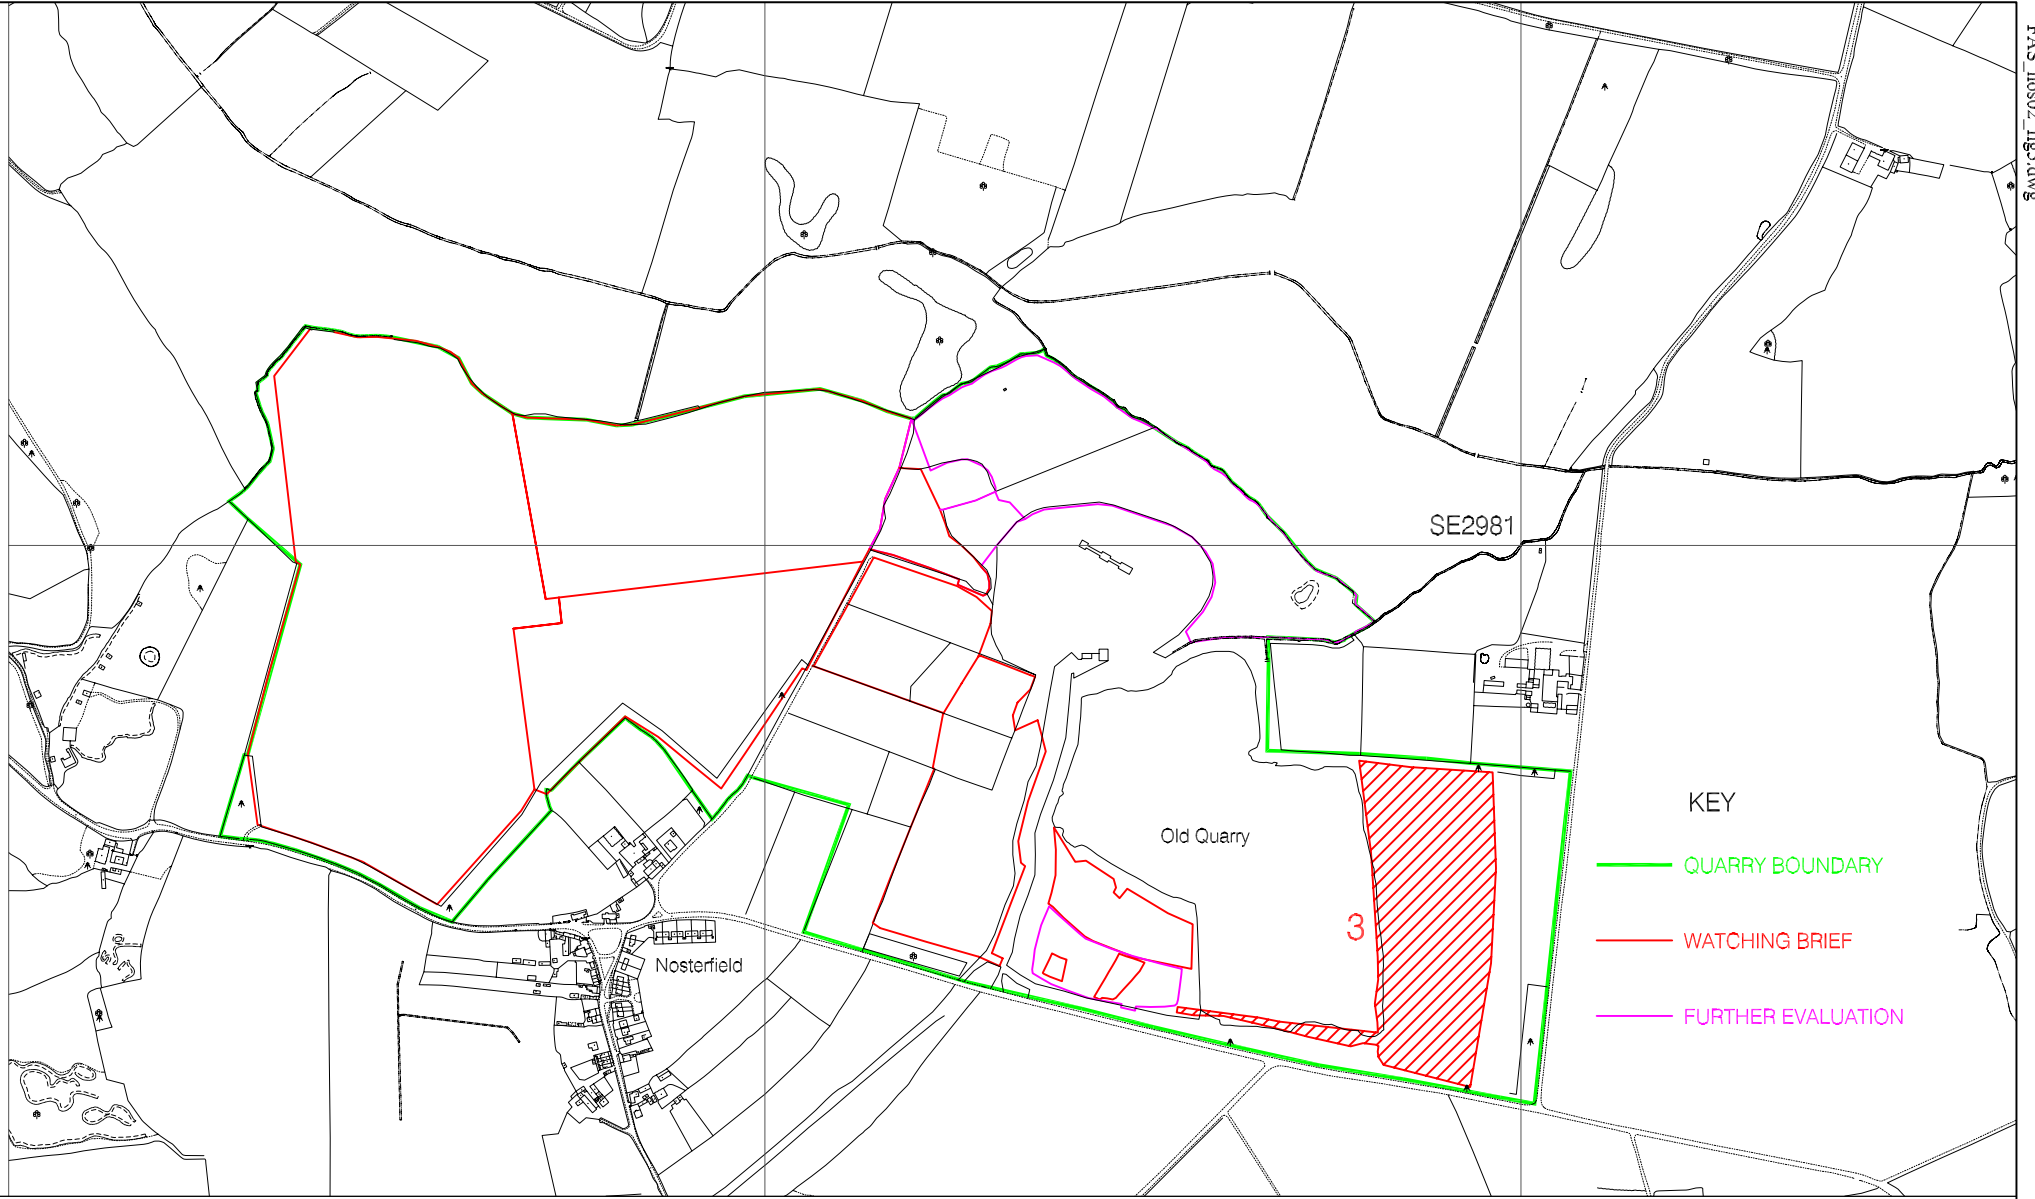 SE2981
KEY
Old Quarry
QUARRY BOUNDARY
3
WATCHING BRIEF
Nosterfield
FURTHER EVALUATION